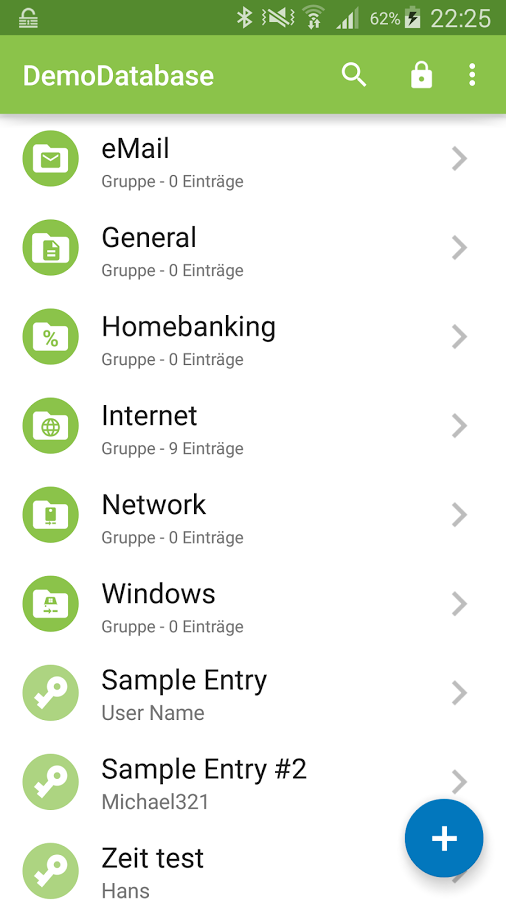 62% 22:25
DemoDatabase
eMail
Gruppe - 0 Einträge
General
Gruppe - 0 Einträge
Homebanking
Gruppe - 0 Einträge
Internet
Gruppe - 9 Einträge
Network
Gruppe - 0 Einträge
Windows
Gruppe - 0 Einträge
Sample Entry
User Name
Sample Entry #2
Michael321
Zeit test
Hans